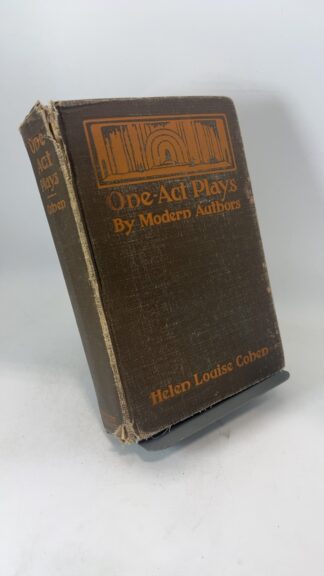 One-
Act
Plays
Cohen
One-Act Plays
By Modern Authors
Helen Louise Cohen